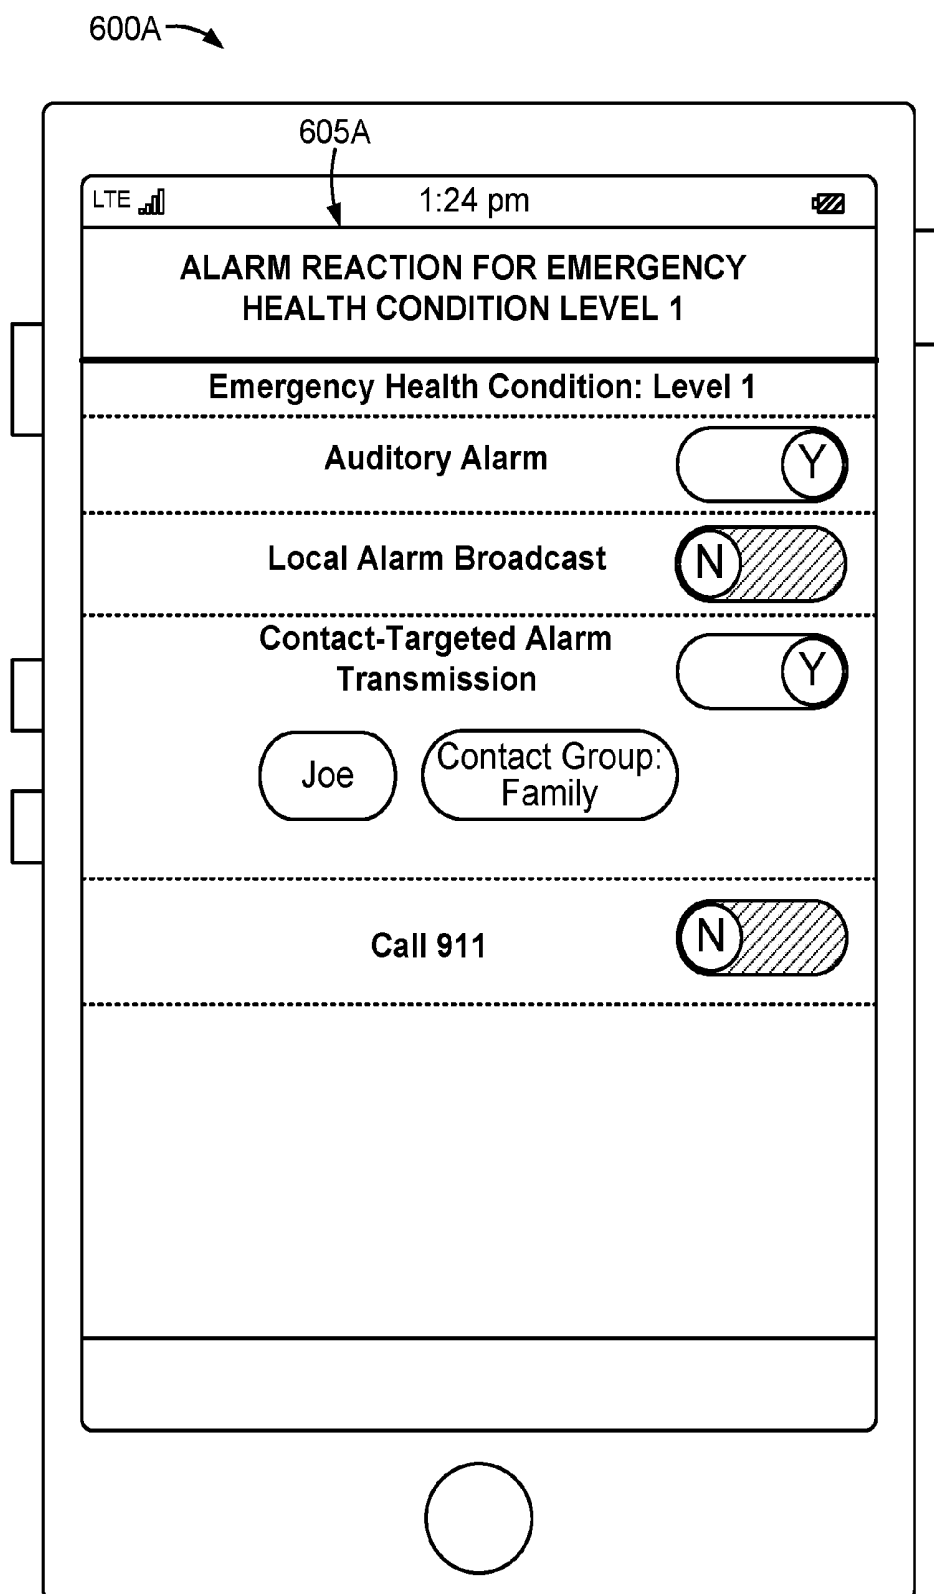 600A
605A
LTE 1:24 pm
ALARM REACTION FOR EMERGENCY
HEALTH CONDITION LEVEL 1
Emergency Health Condition: Level 1
Auditory Alarm Y
Local Alarm Broadcast N
Contact-Targeted Alarm
Transmission Y
Joe
Contact Group:
Family
Call 911 N